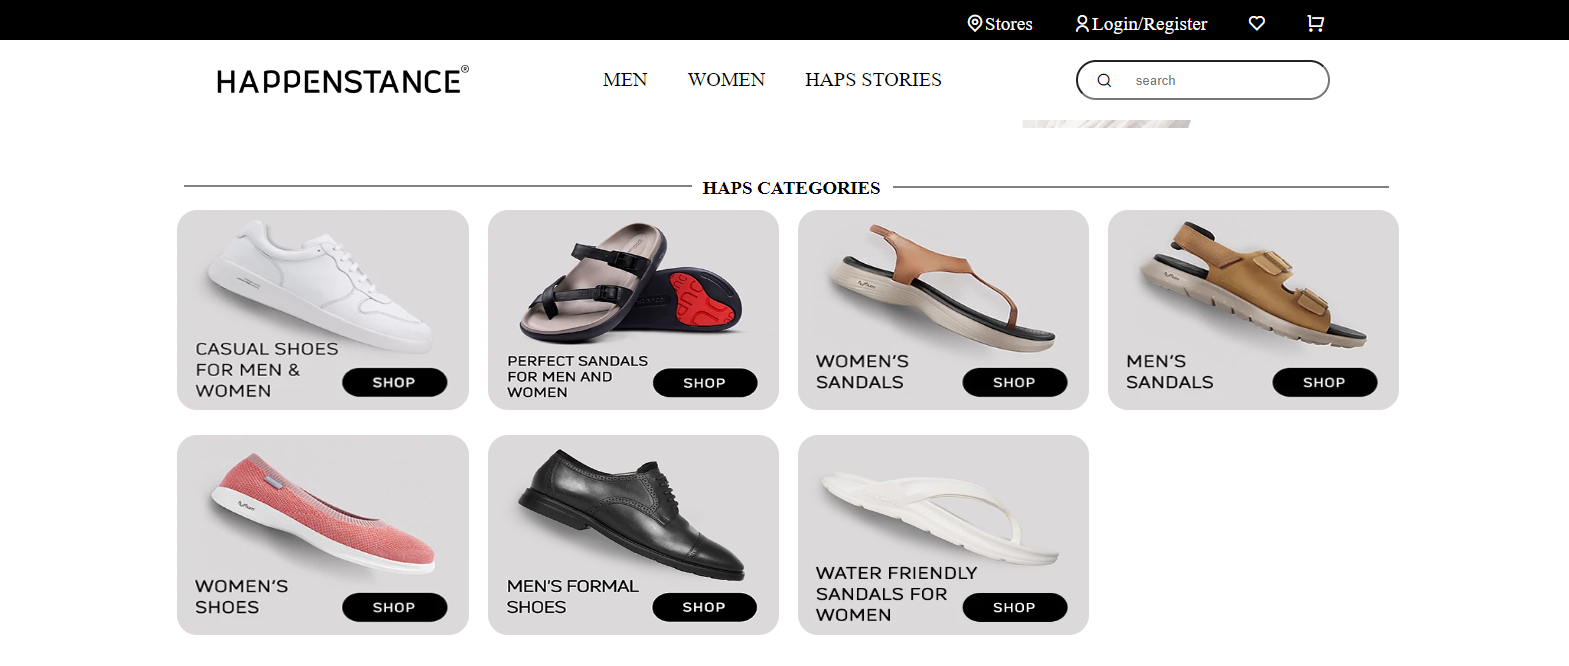 Stores Login/Register
HAPPENSTANCE®
MEN WOMEN HAPS STORIES
search
HAPS CATEGORIES
CASUAL SHOES
FOR MEN &
WOMEN
SHOP
PERFECT SANDALS
FOR MEN AND
WOMEN
SHOP
WOMEN'S
SANDALS
SHOP
MEN'S
SANDALS
SHOP
WOMEN'S
SHOES
SHOP
MEN'S FORMAL
SHOES
SHOP
WATER FRIENDLY
SANDALS FOR
WOMEN
SHOP